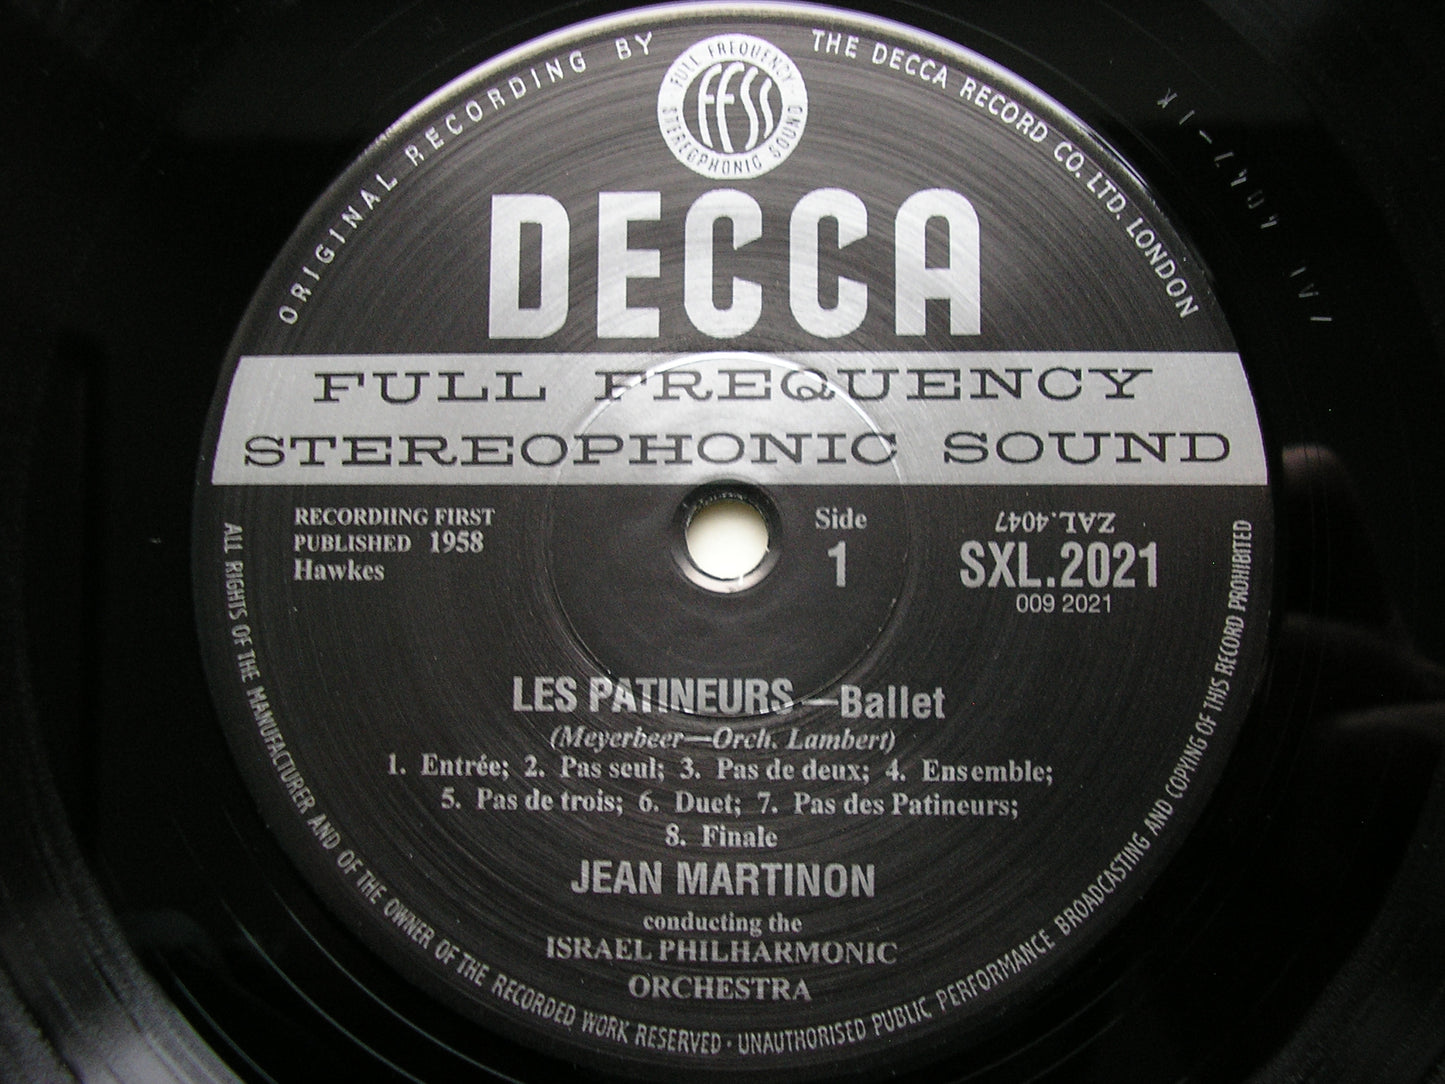 ORIGINAL RECORDING BY
THE DECCA RECORD CO. LTD. LONDON
FULL FREQUENCY
FFSS
STEREOPHONIC SOUND
DECCA
FULL FREQUENCY
STEREOPHONIC SOUND
RECORDIING FIRST
PUBLISHED 1958
Hawkes
Side
1
ZAL.4047
SXL.2021
009 2021
LES PATINEURS —Ballet
(Meyerbeer—Orch. Lambert)
1. Entrée; 2. Pas seul; 3. Pas de deux; 4. Ensemble;
5. Pas de trois; 6. Duet; 7. Pas des Patineurs;
8. Finale
JEAN MARTINON
conducting the
ISRAEL PHILHARMONIC
ORCHESTRA
ALL RIGHTS OF THE MANUFACTURER AND OF THE OWNER OF THE RECORDED WORK RESERVED · UNAUTHORISED PUBLIC PERFORMANCE BROADCASTING AND COPYING OF THIS RECORD PROHIBITED